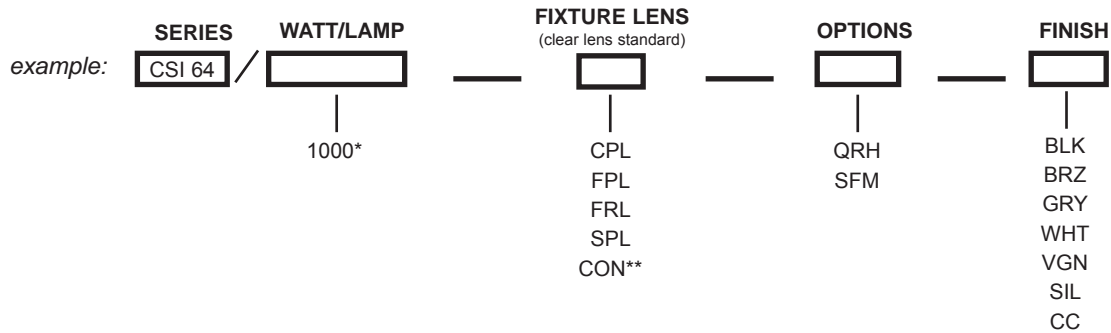 SERIES WATT/LAMP FIXTURE LENS OPTIONS FINISH
(clear lens standard)
example: CSI 64 /
1000* CPL QRH BLK
FPL SFM BRZ
FRL GRY
SPL WHT
CON** VGN
SIL
CC